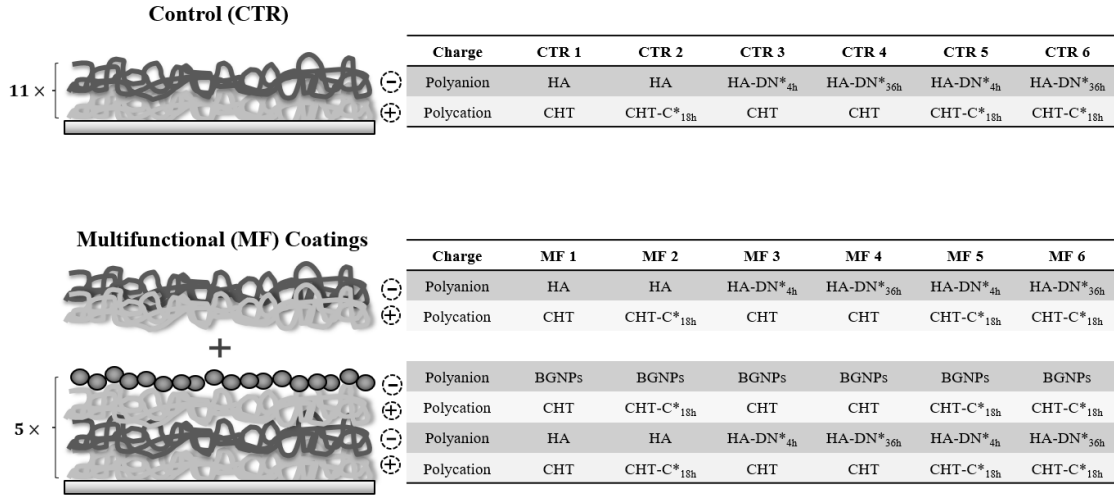 Control (CTR)
11 ×
− +
Charge CTR 1 CTR 2 CTR 3 CTR 4 CTR 5 CTR 6
Polyanion HA HA HA-DN*4h HA-DN*36h HA-DN*4h HA-DN*36h
Polycation CHT CHT-C*18h CHT CHT CHT-C*18h CHT-C*18h
Multifunctional (MF) Coatings
− +
Charge MF 1 MF 2 MF 3 MF 4 MF 5 MF 6
Polyanion HA HA HA-DN*4h HA-DN*36h HA-DN*4h HA-DN*36h
Polycation CHT CHT-C*18h CHT CHT CHT-C*18h CHT-C*18h
+
5 ×
− + − +
Polyanion BGNPs BGNPs BGNPs BGNPs BGNPs BGNPs
Polycation CHT CHT-C*18h CHT CHT CHT-C*18h CHT-C*18h
Polyanion HA HA HA-DN*4h HA-DN*36h HA-DN*4h HA-DN*36h
Polycation CHT CHT-C*18h CHT CHT CHT-C*18h CHT-C*18h